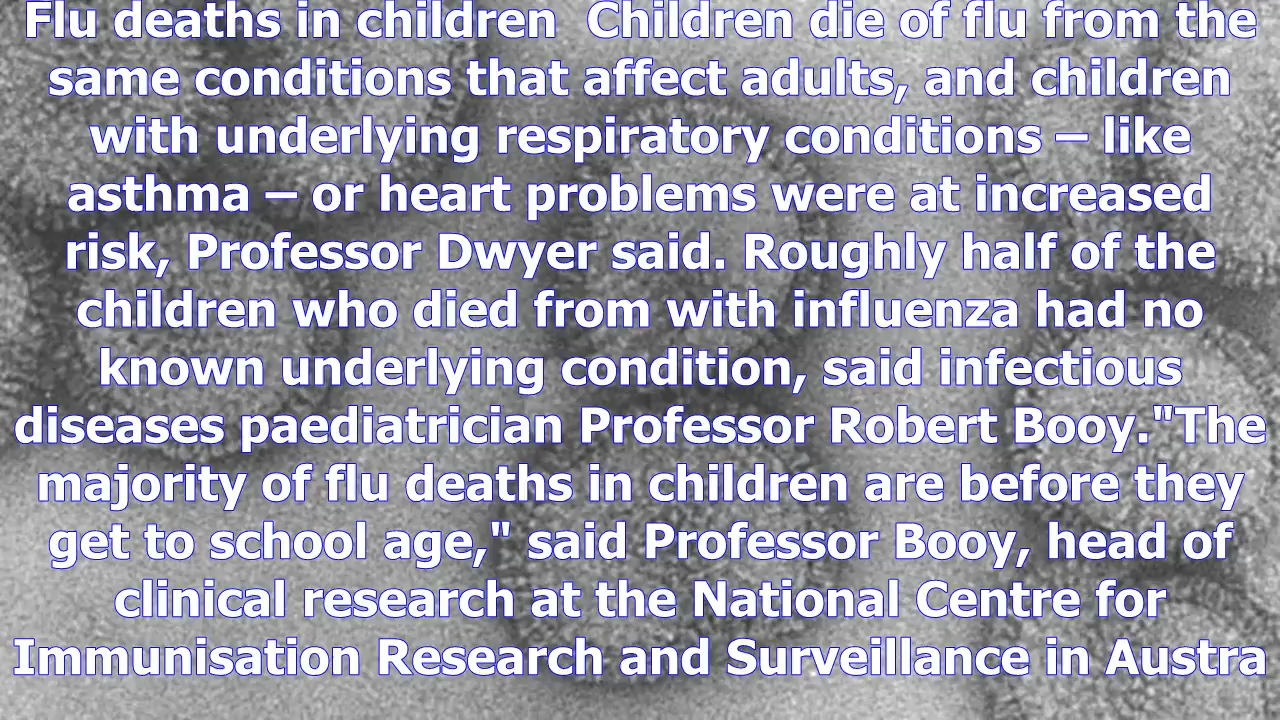 Flu deaths in children  Children die of flu from the
same conditions that affect adults, and children
with underlying respiratory conditions – like
asthma – or heart problems were at increased
risk, Professor Dwyer said. Roughly half of the
children who died from with influenza had no
known underlying condition, said infectious
diseases paediatrician Professor Robert Booy."The
majority of flu deaths in children are before they
get to school age," said Professor Booy, head of
clinical research at the National Centre for
Immunisation Research and Surveillance in Austra